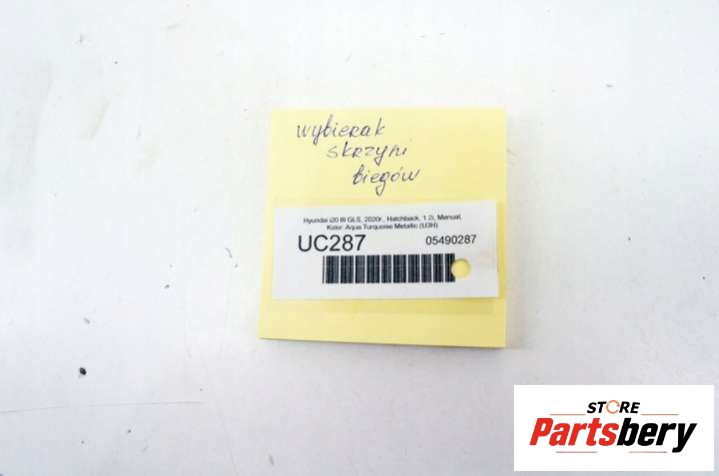 wybierak
skrzyni
biegów
Hyundai i20 III GLS, 2020r., Hatchback, 1.2i, Manual,
Kolor: Aqua Turquoise Metallic (U3H)
UC287 05490287
STORE
Partsbery